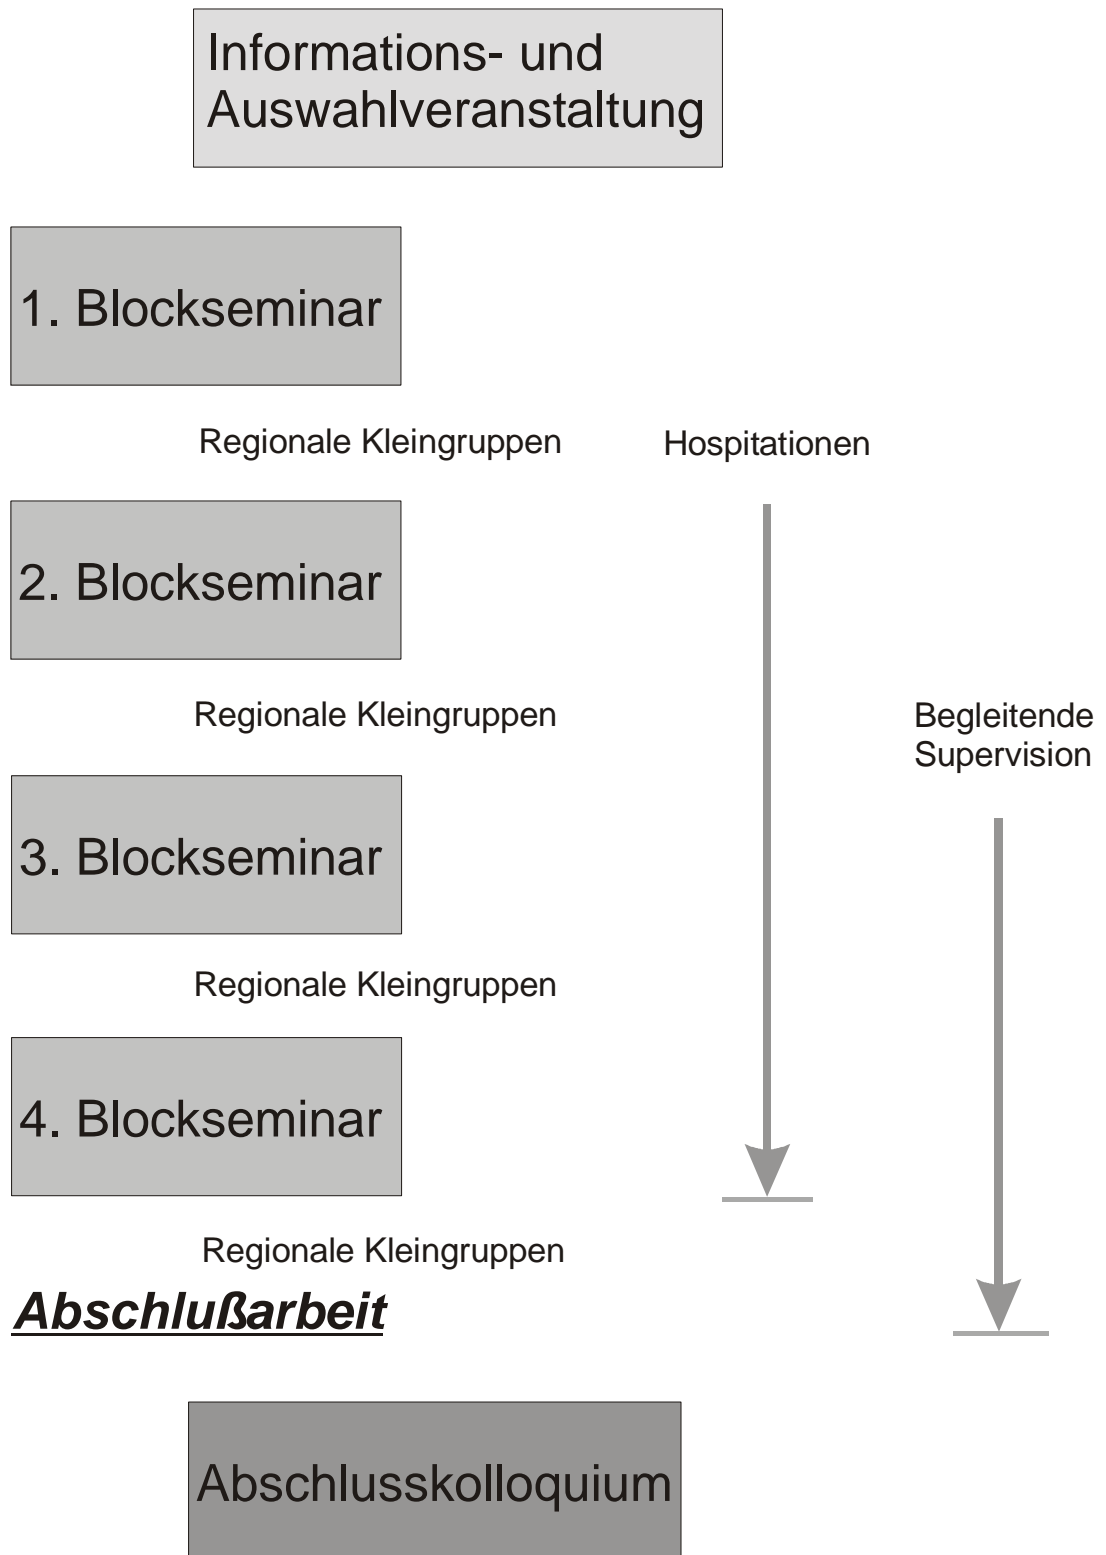 Informations- und
Auswahlveranstaltung
1. Blockseminar
Regionale Kleingruppen
Hospitationen
2. Blockseminar
Regionale Kleingruppen
Begleitende
Supervision
3. Blockseminar
Regionale Kleingruppen
4. Blockseminar
Regionale Kleingruppen
Abschlußarbeit
Abschlusskolloquium